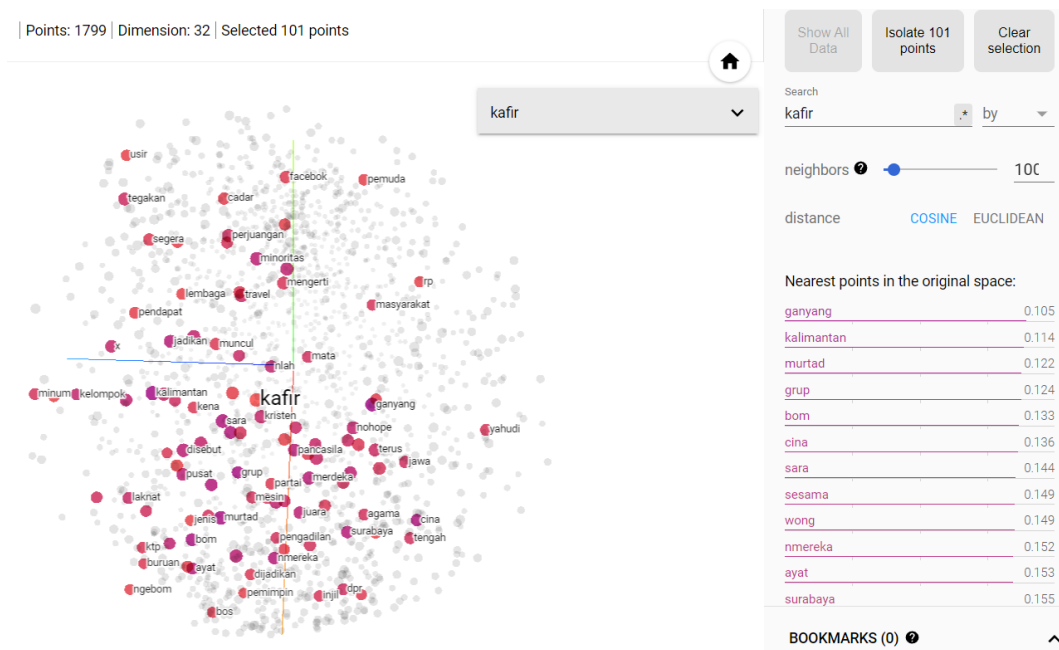 Points: 1799 | Dimension: 32 | Selected 101 points
Show All Data
Isolate 101 points
Clear selection
kafir
Search
kafir
.*
by
neighbors
100
distance
COSINE
EUCLIDEAN
Nearest points in the original space:
ganyang 0.105
kalimantan 0.114
murtad 0.122
grup 0.124
bom 0.133
cina 0.136
sara 0.144
sesama 0.149
wong 0.149
nmereka 0.152
ayat 0.153
surabaya 0.155
BOOKMARKS (0)
usir
facebok
pemuda
tegakan
cadar
segera
perjuangan
minoritas
mengerti
rp
lembaga
travel
masyarakat
pendapat
jadikan
muncul
x
mata
nlah
minum
kelompok
kalimantan
kafir
kena
ganyang
kristen
sara
nohope
yahudi
disebut
pancasila
terus
jawa
pusat
grup
merdeka
partai
laknat
mesin
juara
agama
cina
jenis
murtad
surabaya
tengah
bom
pengadilan
ktp
buruan
ayat
nmereka
dijadikan
ngebom
pemimpin
injil
dpr
bos